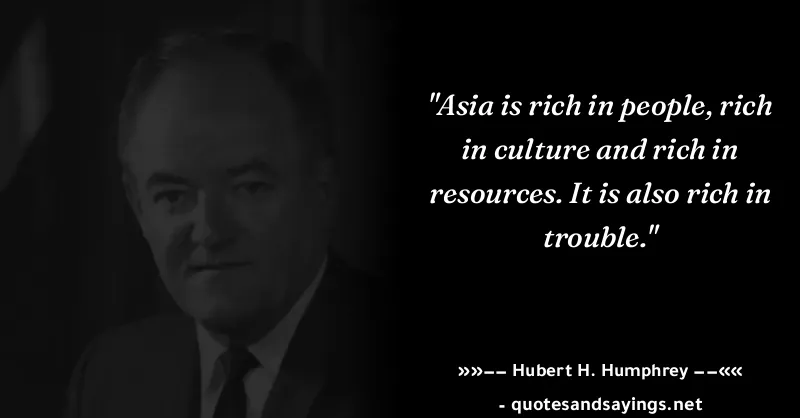 "Asia is rich in people, rich
in culture and rich in
resources. It is also rich in
trouble."
»»−− Hubert H. Humphrey −−««
- quotesandsayings.net